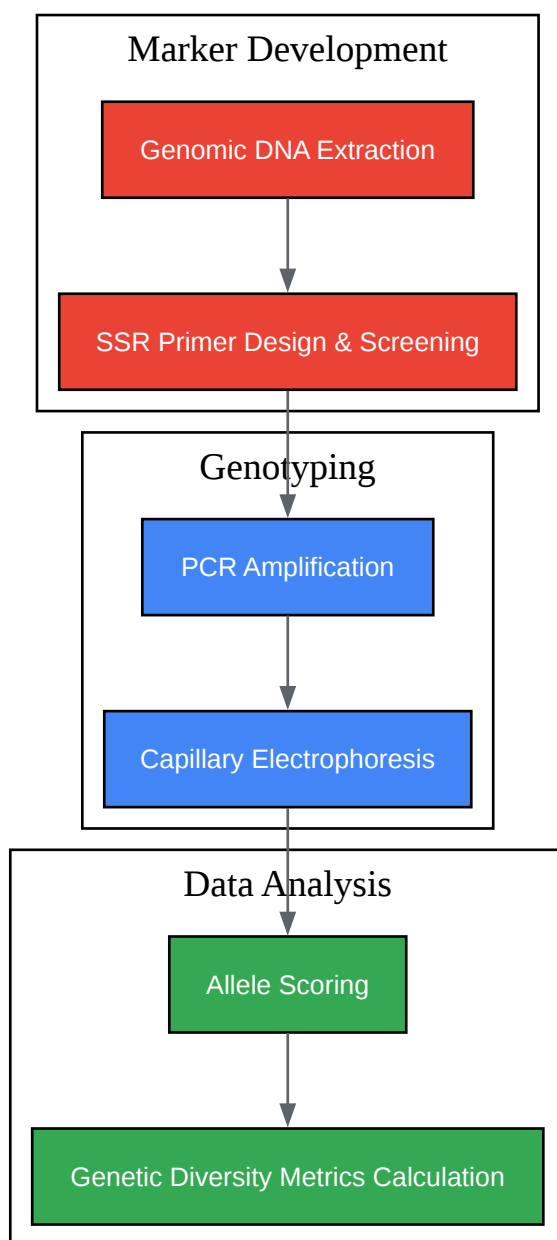 Marker Development
Genomic DNA Extraction
SSR Primer Design & Screening
Genotyping
PCR Amplification
Capillary Electrophoresis
Data Analysis
Allele Scoring
Genetic Diversity Metrics Calculation